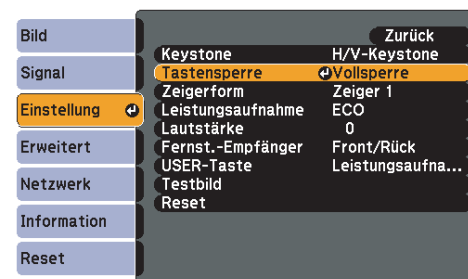 Bild
Signal
Einstellung
Erweitert
Netzwerk
Information
Reset
Zurück
Keystone H/V-Keystone
Tastensperre Vollsperre
Zeigerform Zeiger 1
Leistungsaufnahme ECO
Lautstärke 0
Fernst.-Empfänger Front/Rück
USER-Taste Leistungsaufna...
Testbild
Reset